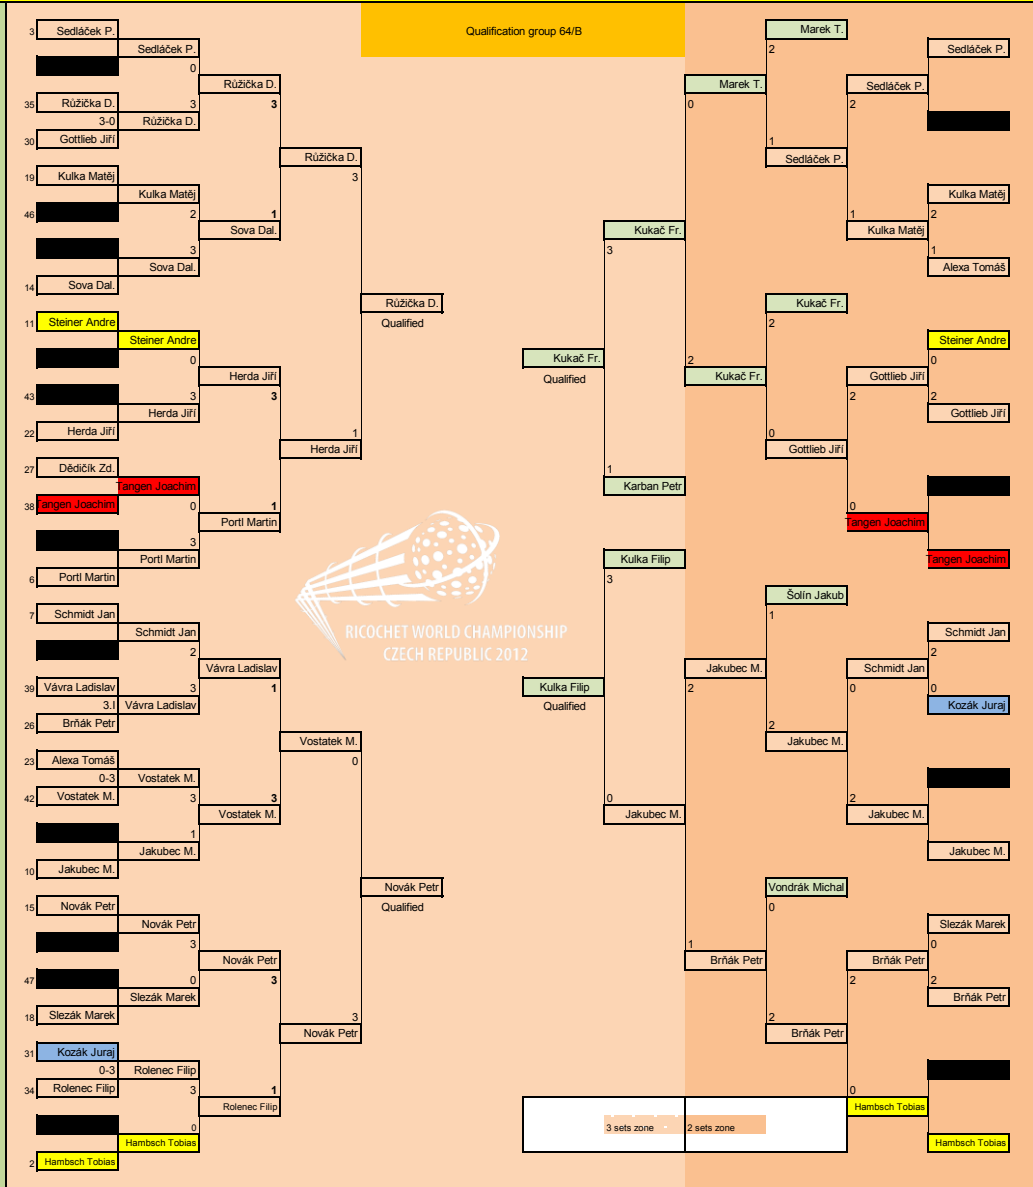 Qualification group 64/B
3 Sedláček P.
Sedláček P.
0
Růžička D.
3
35 Růžička D.
3
3-0 Růžička D.
30 Gottlieb Jiří
Růžička D.
3
19 Kulka Matěj
Kulka Matěj
46
2
1
Sova Dal.
3
Sova Dal.
14 Sova Dal.
Růžička D.
Qualified
11 Steiner Andre
Steiner Andre
0
Herda Jiří
43
3
3
Herda Jiří
22 Herda Jiří
1
Herda Jiří
27 Dědičík Zd.
Tangen Joachim
38 Tangen Joachim
0
1
Portl Martin
3
Portl Martin
6 Portl Martin
7 Schmidt Jan
Schmidt Jan
2
Vávra Ladislav
39 Vávra Ladislav
3
1
3.I Vávra Ladislav
26 Brňák Petr
Vostatek M.
0
23 Alexa Tomáš
0-3 Vostatek M.
42 Vostatek M.
3
3
Vostatek M.
1
Jakubec M.
10 Jakubec M.
Novák Petr
Qualified
15 Novák Petr
Novák Petr
3
Novák Petr
47
0
3
Slezák Marek
18 Slezák Marek
3
Novák Petr
31 Kozák Juraj
0-3 Rolenec Filip
34 Rolenec Filip
3
1
Rolenec Filip
0
Hambsch Tobias
2 Hambsch Tobias
RICOCHET WORLD CHAMPIONSHIP
CZECH REPUBLIC 2012
Kukač Fr.
Qualified
Kukač Fr.
3
1
Karban Petr
Kulka Filip
3
Kulka Filip
Qualified
0
Jakubec M.
Marek T.
0
2
Kukač Fr.
Jakubec M.
2
1
Brňák Petr
Marek T.
2
1
Sedláček P.
Kukač Fr.
2
0
Gottlieb Jiří
Šolín Jakub
1
2
Jakubec M.
Vondrák Michal
0
2
Brňák Petr
Sedláček P.
2
1
Kulka Matěj
Gottlieb Jiří
2
0
Tangen Joachim
Schmidt Jan
0
2
Jakubec M.
Brňák Petr
2
0
Hambsch Tobias
Sedláček P.
Kulka Matěj
2
1
Alexa Tomáš
Steiner Andre
0
2
Gottlieb Jiří
Tangen Joachim
Schmidt Jan
2
0
Kozák Juraj
Jakubec M.
Slezák Marek
0
2
Brňák Petr
Hambsch Tobias
3 sets zone
2 sets zone